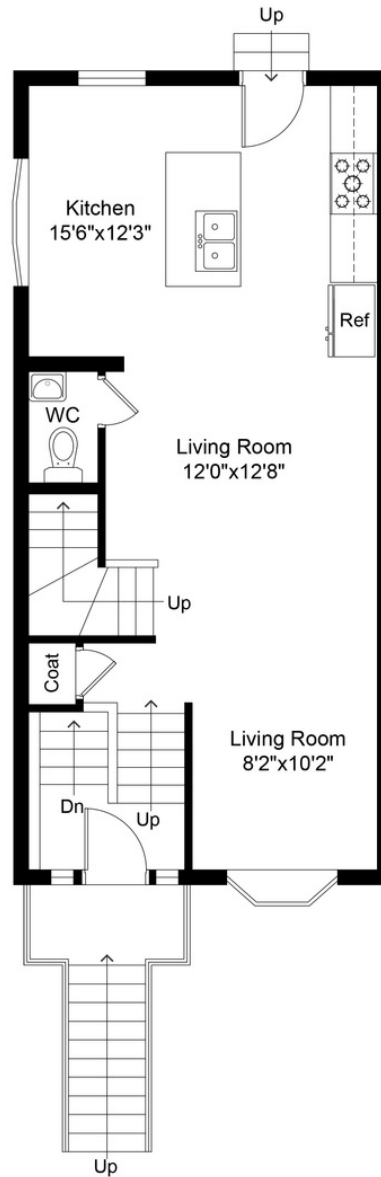 Up
Kitchen
15'6"x12'3"
Ref
WC
Living Room
12'0"x12'8"
Up
Coat
Living Room
8'2"x10'2"
Dn
Up
Up